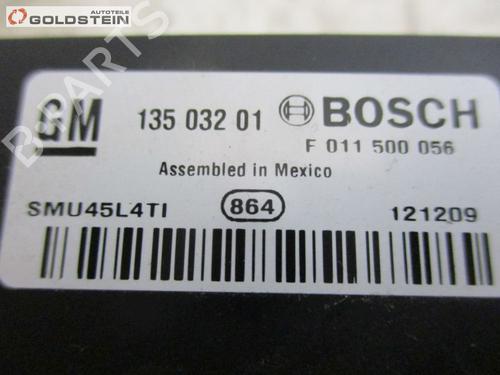 AUTOTEILE
GOLDSTEIN
B-PARTS
GM 135 032 01 BOSCH
F 011 500 056
Assembled in Mexico
SMU45L4TI 864 121209